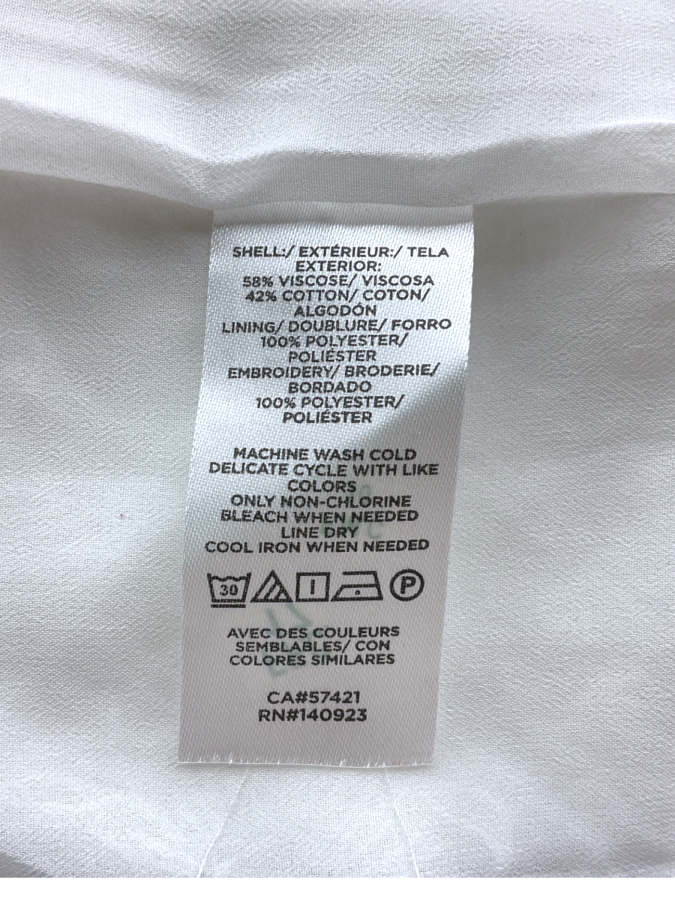 SHELL:/ EXTÉRIEUR:/ TELA
EXTERIOR:
58% VISCOSE/ VISCOSA
42% COTTON/ COTON/
ALGODÓN
LINING/ DOUBLURE/ FORRO
100% POLYESTER/
POLIÉSTER
EMBROIDERY/ BRODERIE/
BORDADO
100% POLYESTER/
POLIÉSTER
MACHINE WASH COLD
DELICATE CYCLE WITH LIKE
COLORS
ONLY NON-CHLORINE
BLEACH WHEN NEEDED
LINE DRY
COOL IRON WHEN NEEDED
30 P
AVEC DES COULEURS
SEMBLABLES/ CON
COLORES SIMILARES
CA#57421
RN#140923